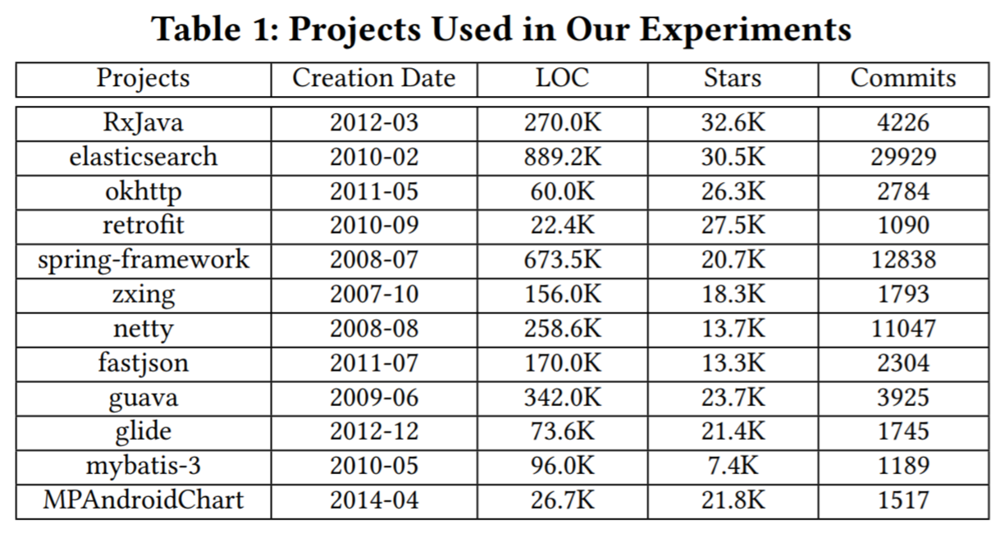 Table 1: Projects Used in Our Experiments
Projects Creation Date LOC Stars Commits
RxJava 2012-03 270.0K 32.6K 4226
elasticsearch 2010-02 889.2K 30.5K 29929
okhttp 2011-05 60.0K 26.3K 2784
retrofit 2010-09 22.4K 27.5K 1090
spring-framework 2008-07 673.5K 20.7K 12838
zxing 2007-10 156.0K 18.3K 1793
netty 2008-08 258.6K 13.7K 11047
fastjson 2011-07 170.0K 13.3K 2304
guava 2009-06 342.0K 23.7K 3925
glide 2012-12 73.6K 21.4K 1745
mybatis-3 2010-05 96.0K 7.4K 1189
MPAndroidChart 2014-04 26.7K 21.8K 1517